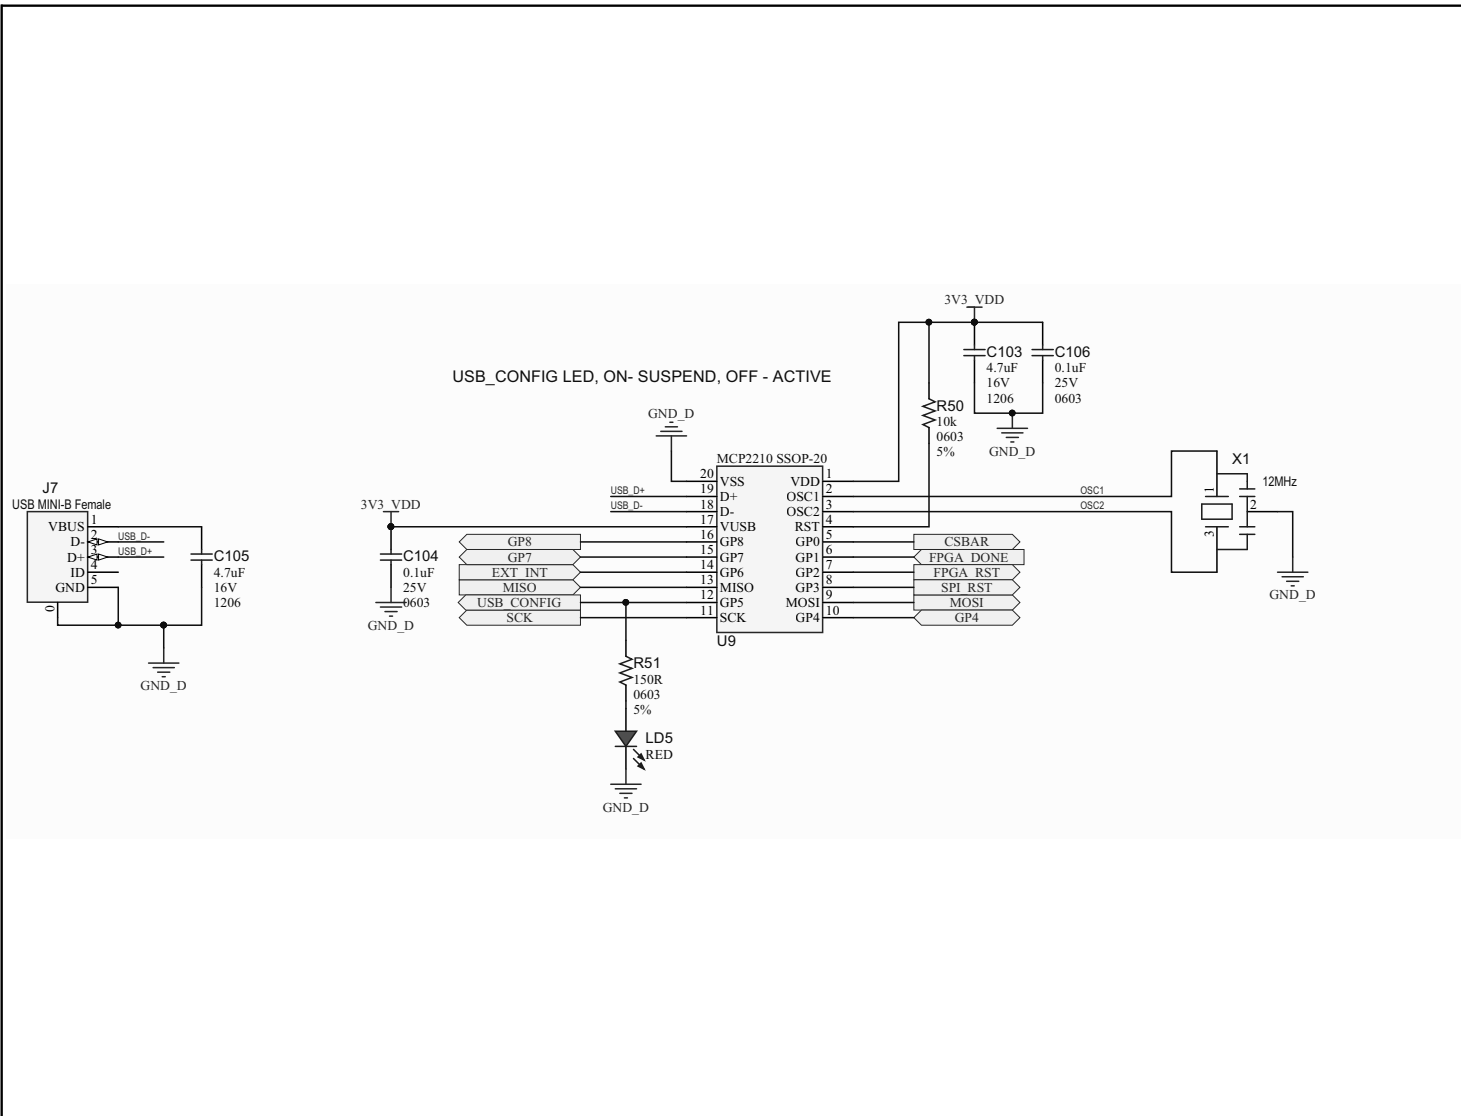 3V3_VDD
C103
4.7uF
16V
1206
C106
0.1uF
25V
0603
GND_D
R50
10k
0603
5%
USB_CONFIG LED, ON- SUSPEND, OFF - ACTIVE
GND_D
MCP2210 SSOP-20
20 VSS VDD 1
USB_D+ 19 D+ OSC1 2 OSC1
USB_D- 18 D- OSC2 3 OSC2
17 VUSB RST 4
GP8 16 GP8 GP0 5 CSBAR
GP7 15 GP7 GP1 6 FPGA_DONE
EXT_INT 14 GP6 GP2 7 FPGA_RST
MISO 13 MISO GP3 8 SPI_RST
USB_CONFIG 12 GP5 MOSI 9 MOSI
SCK 11 SCK GP4 10 GP4
U9
X1
12MHz
1
2
3
GND_D
J7
USB MINI-B Female
VBUS 1
D- 2 USB_D-
D+ 3 USB_D+
ID 4
GND 5
0
C105
4.7uF
16V
1206
GND_D
3V3_VDD
C104
0.1uF
25V
0603
GND_D
R51
150R
0603
5%
LD5
RED
GND_D